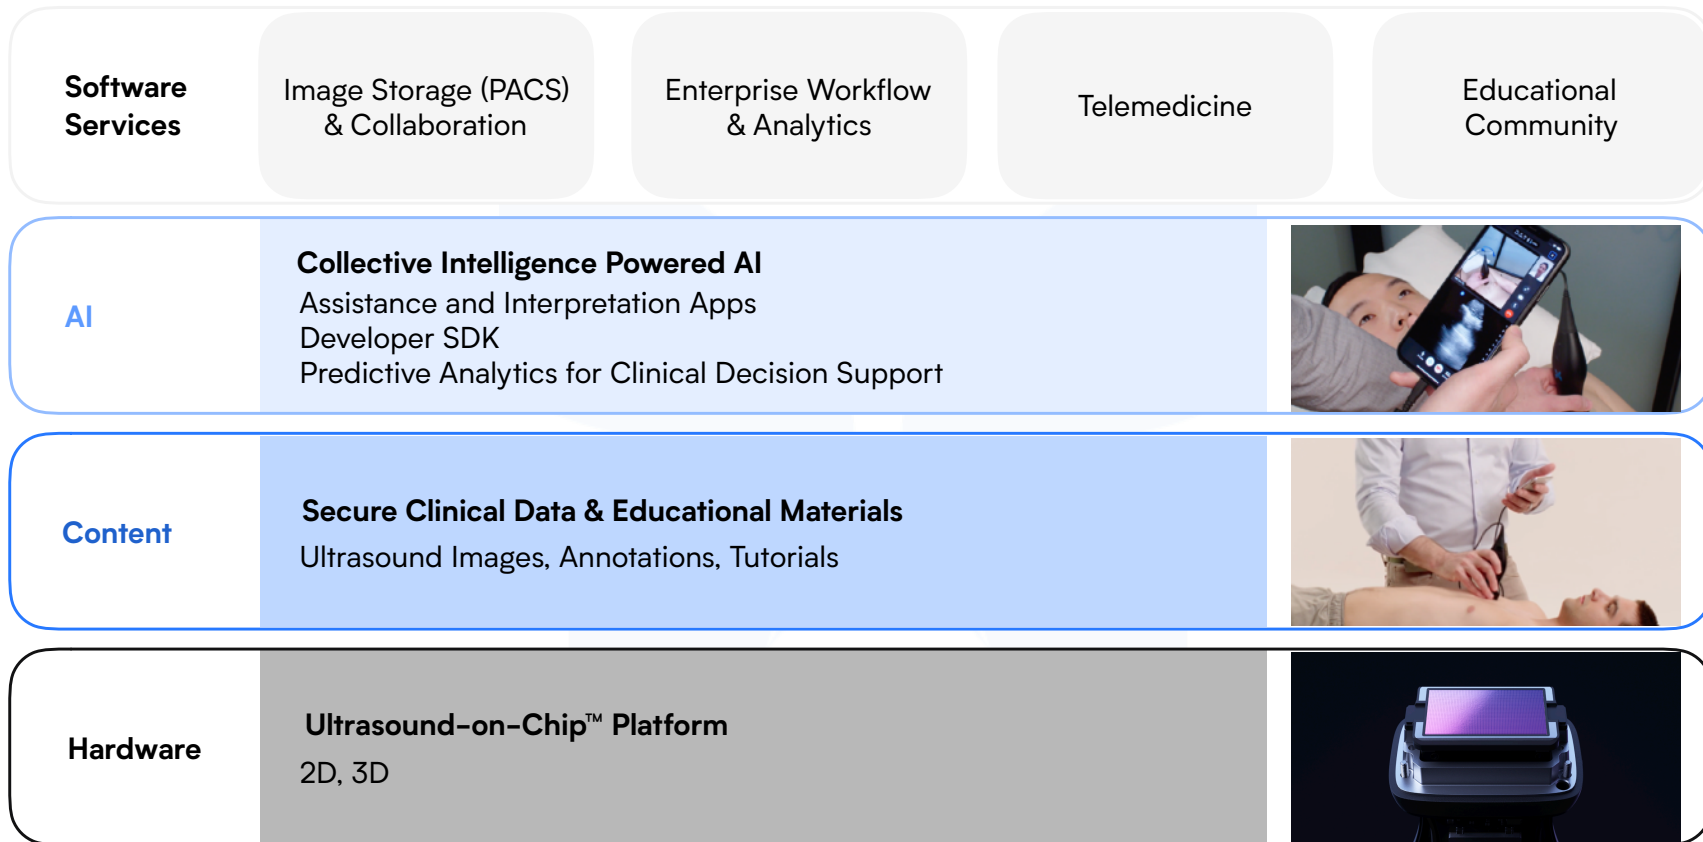 Software
Services
Image Storage (PACS)
& Collaboration
Enterprise Workflow
& Analytics
Telemedicine
Educational
Community
AI
Collective Intelligence Powered AI
Assistance and Interpretation Apps
Developer SDK
Predictive Analytics for Clinical Decision Support
Content
Secure Clinical Data & Educational Materials
Ultrasound Images, Annotations, Tutorials
Hardware
Ultrasound-on-Chip™ Platform
2D, 3D